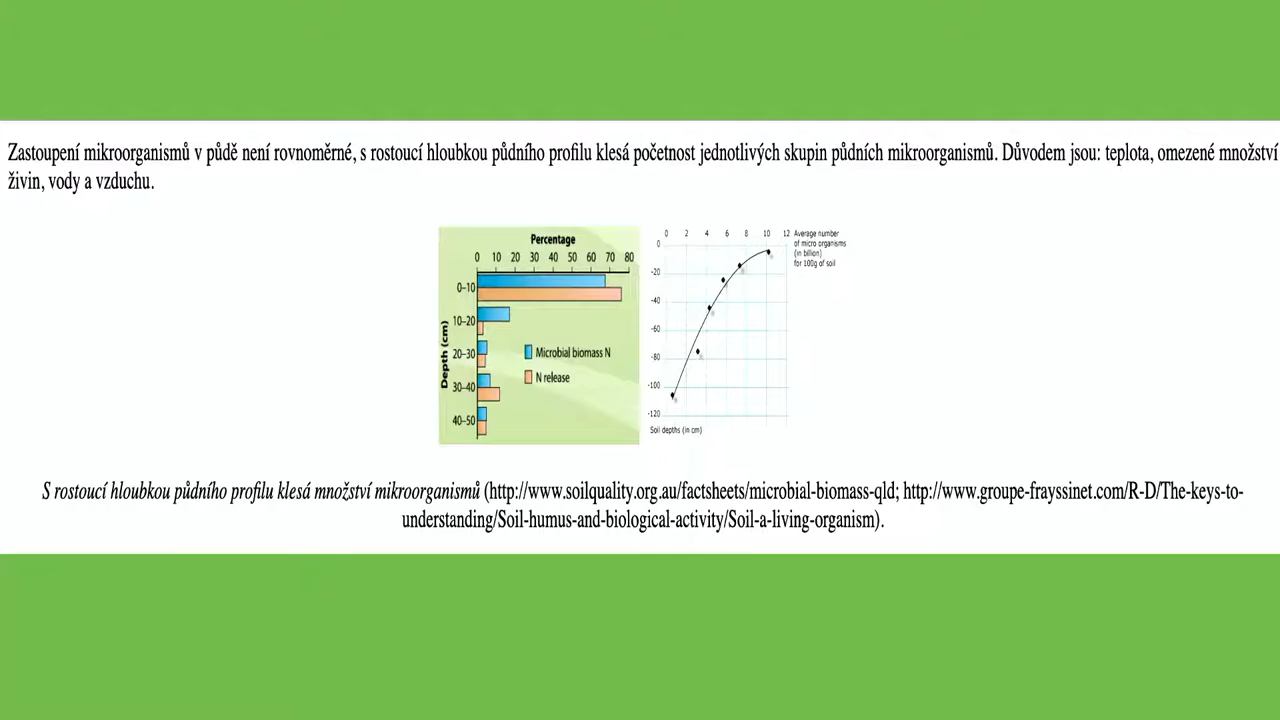 Zastoupení mikroorganismů v půdě není rovnoměrné, s rostoucí hloubkou půdního profilu klesá početnost jednotlivých skupin půdních mikroorganismů. Důvodem jsou: teplota, omezené množství
živin, vody a vzduchu.
Percentage
0 10 20 30 40 50 60 70 80
Depth (cm)
0–10
10–20
20–30
30–40
40–50
Microbial biomass N
N release
0 2 4 6 8 10 12
Average number
of micro organisms
(in billion)
for 100g of soil
0
-20
-40
-60
-80
-100
-120
Soil depths (in cm)
S rostoucí hloubkou půdního profilu klesá množství mikroorganismů (http://www.soilquality.org.au/factsheets/microbial-biomass-qld; http://www.groupe-frayssinet.com/R-D/The-keys-to-
understanding/Soil-humus-and-biological-activity/Soil-a-living-organism).